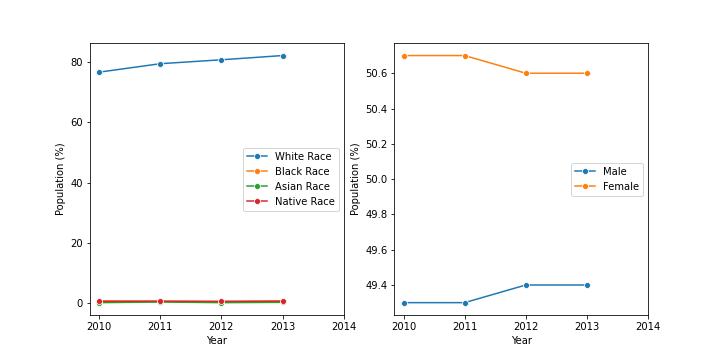 80
60
40
20
0
Population (%)
2010 2011 2012 2013 2014
Year
White Race
Black Race
Asian Race
Native Race
50.6
50.4
50.2
50.0
49.8
49.6
49.4
Population (%)
2010 2011 2012 2013 2014
Year
Male
Female